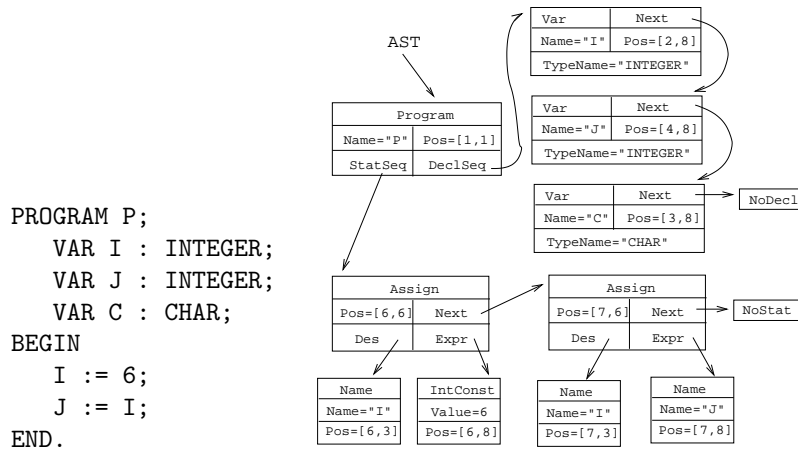 PROGRAM P;
VAR I : INTEGER;
VAR J : INTEGER;
VAR C : CHAR;
BEGIN
I := 6;
J := I;
END.
AST
Program
Name="P" Pos=[1,1]
StatSeq DeclSeq
Var Next
Name="I" Pos=[2,8]
TypeName="INTEGER"
Var Next
Name="J" Pos=[4,8]
TypeName="INTEGER"
Var Next
Name="C" Pos=[3,8]
TypeName="CHAR"
NoDecl
Assign
Pos=[6,6] Next
Des Expr
Assign
Pos=[7,6] Next
Des Expr
NoStat
Name
Name="I"
Pos=[6,3]
IntConst
Value=6
Pos=[6,8]
Name
Name="I"
Pos=[7,3]
Name
Name="J"
Pos=[7,8]